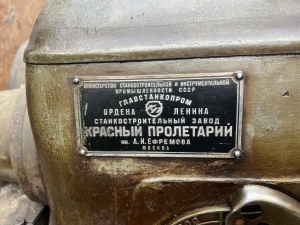 МИНИСТЕРСТВО СТАНКОСТРОИТЕЛЬНОЙ И ИНСТРУМЕНТАЛЬНОЙ
ПРОМЫШЛЕННОСТИ СССР
ГЛАВСТАНКОПРОМ
ОРДЕНА ЛЕНИНА
СТАНКОСТРОИТЕЛЬНЫЙ ЗАВОД
КРАСНЫЙ ПРОЛЕТАРИЙ
ИМ. А.И.ЕФРЕМОВА
МОСКВА